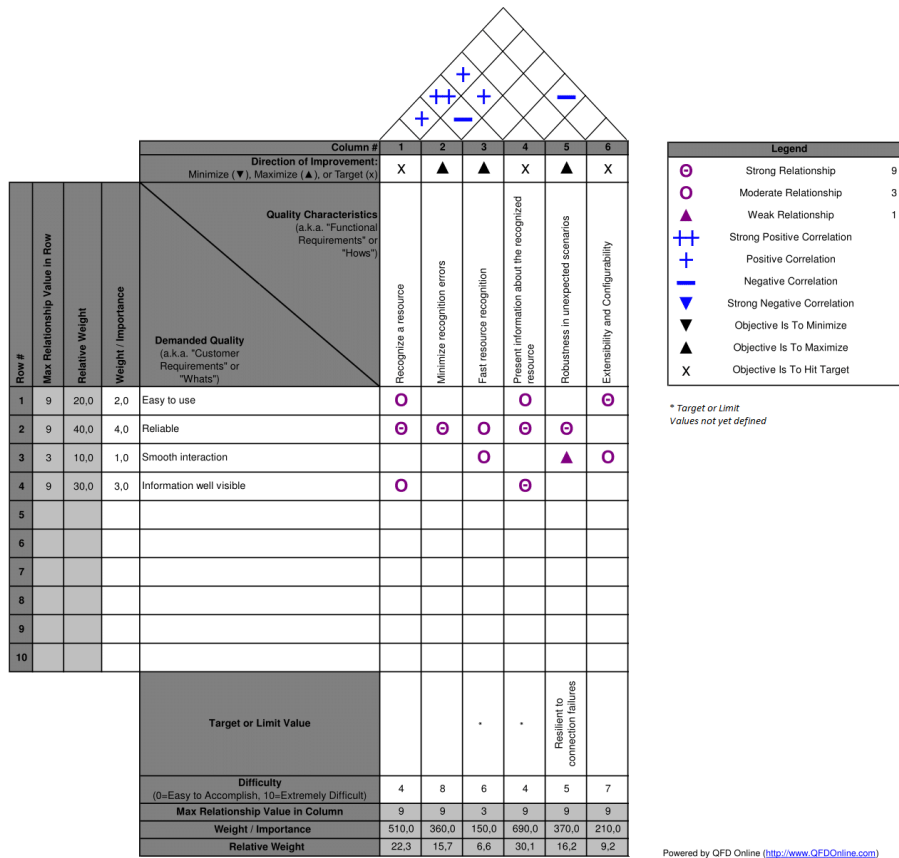 Column # 1 2 3 4 5 6
Direction of Improvement:
Minimize (▼), Maximize (▲), or Target (x) X ▲ ▲ X ▲ X
Row #
Max Relationship Value in Row
Relative Weight
Weight / Importance
Quality Characteristics
(a.k.a. "Functional
Requirements" or
"Hows")
Demanded Quality
(a.k.a. "Customer
Requirements" or
"Whats")
Recognize a resource
Minimize recognition errors
Fast resource recognition
Present information about the recognized
resource
Robustness in unexpected scenarios
Extensibility and Configurability
1 9 20,0 2,0 Easy to use Ο Ο Θ
2 9 40,0 4,0 Reliable Θ Θ Ο Θ Θ
3 3 10,0 1,0 Smooth interaction Ο ▲ Ο
4 9 30,0 3,0 Information well visible Ο Θ
5
6
7
8
9
10
Target or Limit Value * * Resilient to
connection failures
Difficulty
(0=Easy to Accomplish, 10=Extremely Difficult) 4 8 6 4 5 7
Max Relationship Value in Column 9 9 3 9 9 9
Weight / Importance 510,0 360,0 150,0 690,0 370,0 210,0
Relative Weight 22,3 15,7 6,6 30,1 16,2 9,2
Legend
Θ Strong Relationship 9
Ο Moderate Relationship 3
▲ Weak Relationship 1
┼┼ Strong Positive Correlation
┼ Positive Correlation
▬ Negative Correlation
▼ Strong Negative Correlation
▼ Objective Is To Minimize
▲ Objective Is To Maximize
X Objective Is To Hit Target
* Target or Limit
Values not yet defined
Powered by QFD Online (http://www.QFDOnline.com)